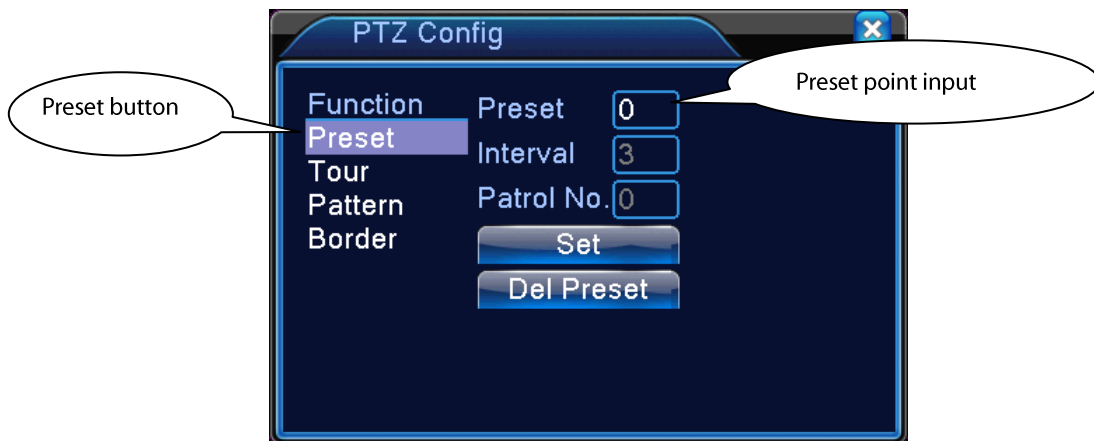 PTZ Config
Preset button
Preset point input
Function
Preset
Tour
Pattern
Border
Preset 0
Interval 3
Patrol No. 0
Set
Del Preset